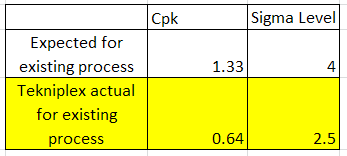 Cpk Sigma Level
Expected for
existing process 1.33 4
Tekniplex actual
for existing
process 0.64 2.5